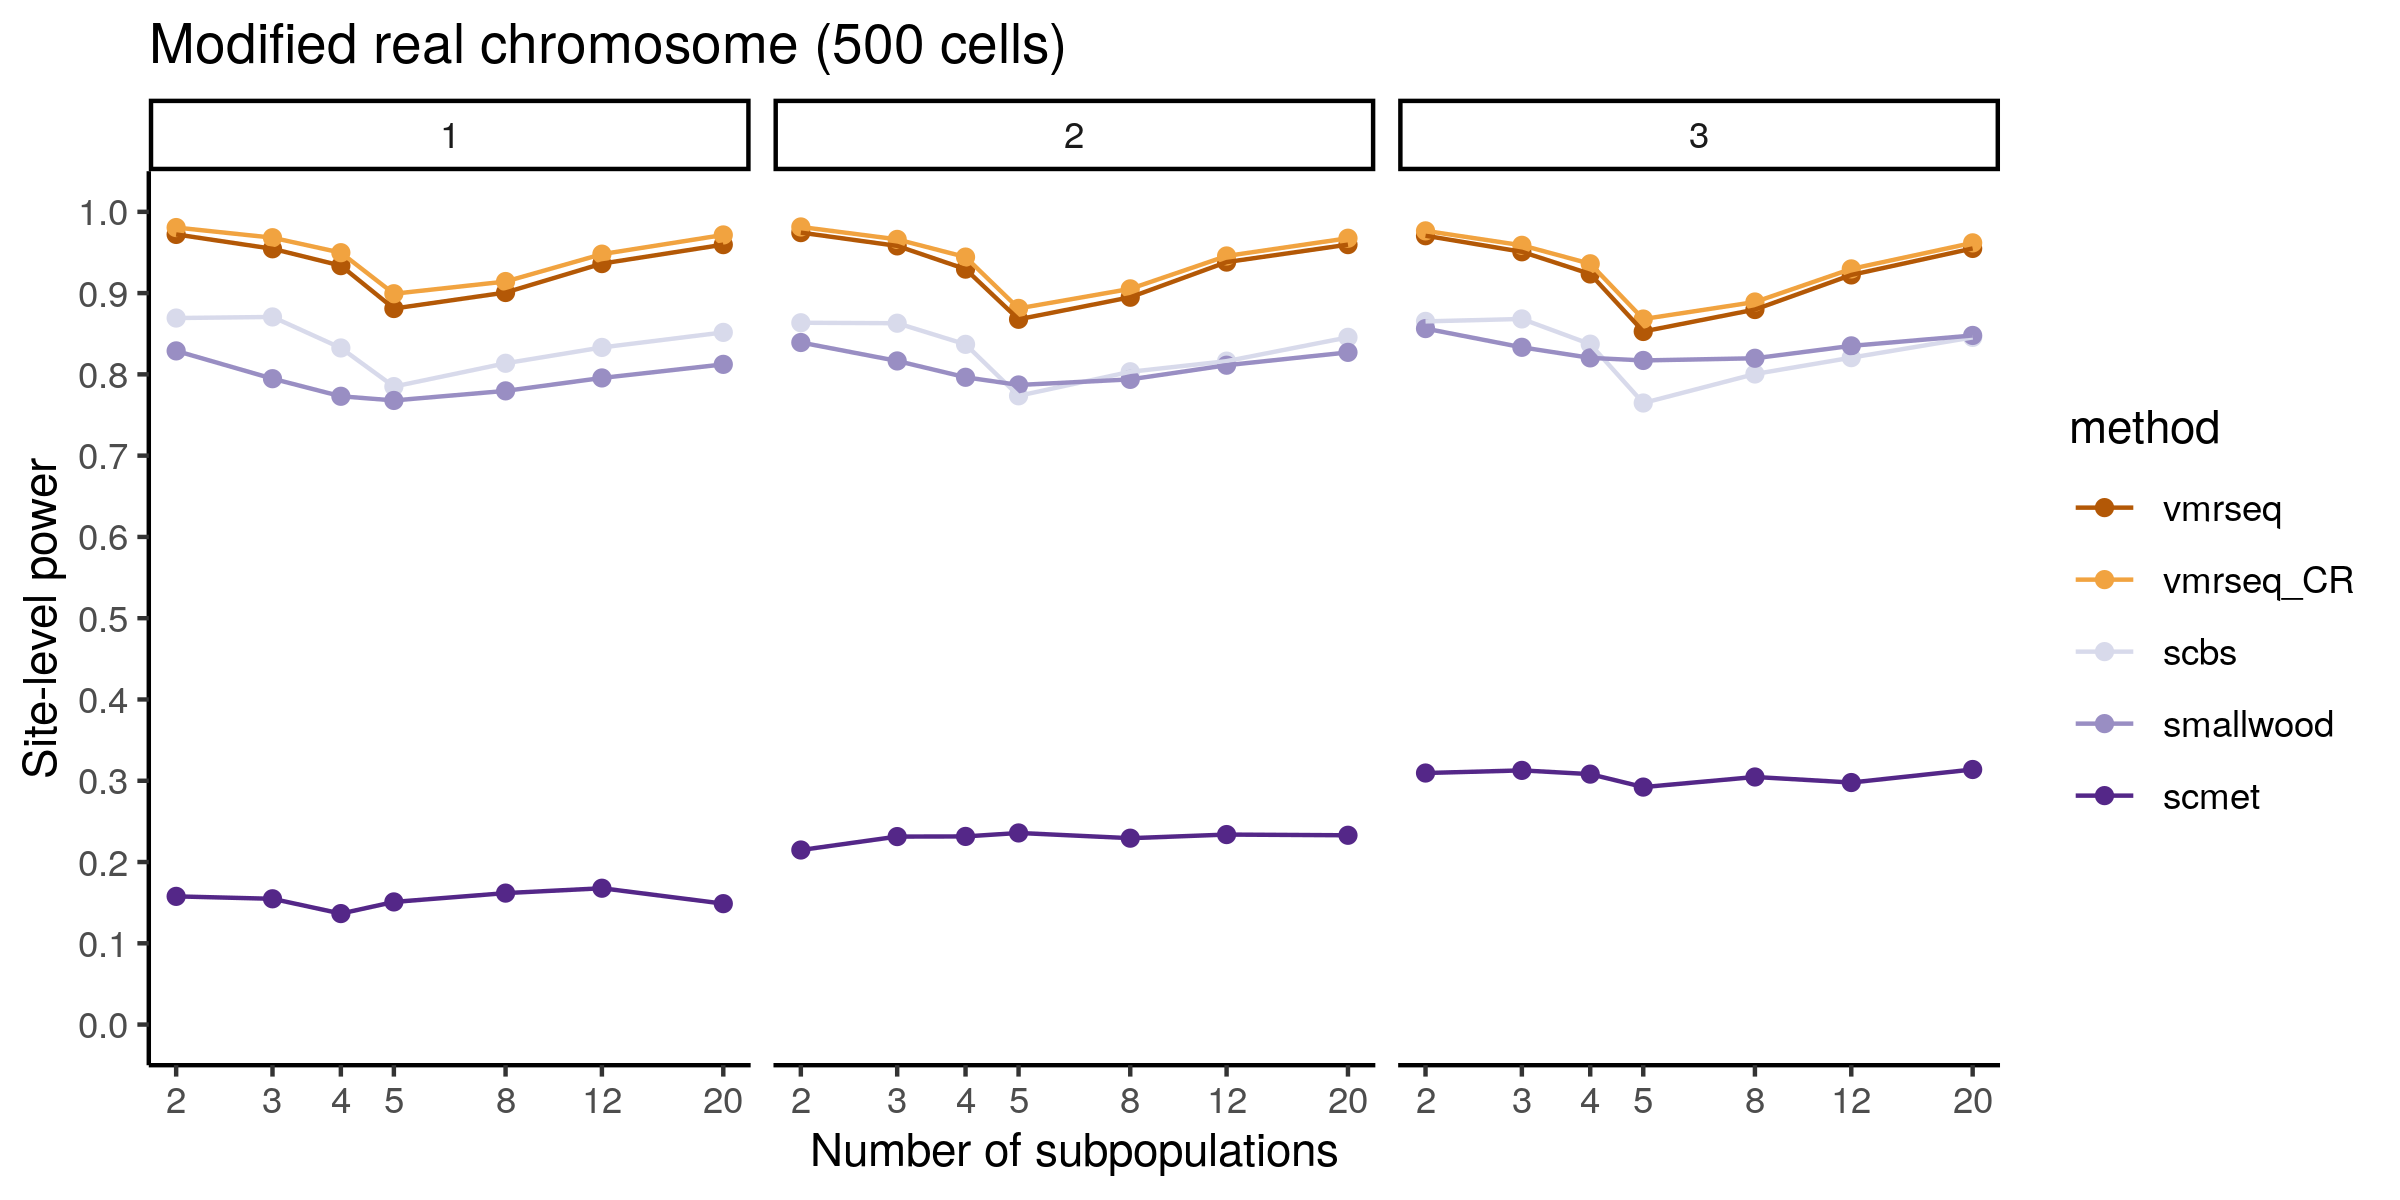 Modified real chromosome (500 cells)
1 2 3
1.0
0.9
0.8
0.7
0.6
0.5
0.4
0.3
0.2
0.1
0.0
Site-level power
2 3 4 5 8 12 20 2 3 4 5 8 12 20 2 3 4 5 8 12 20
Number of subpopulations
method
vmrseq
vmrseq_CR
scbs
smallwood
scmet